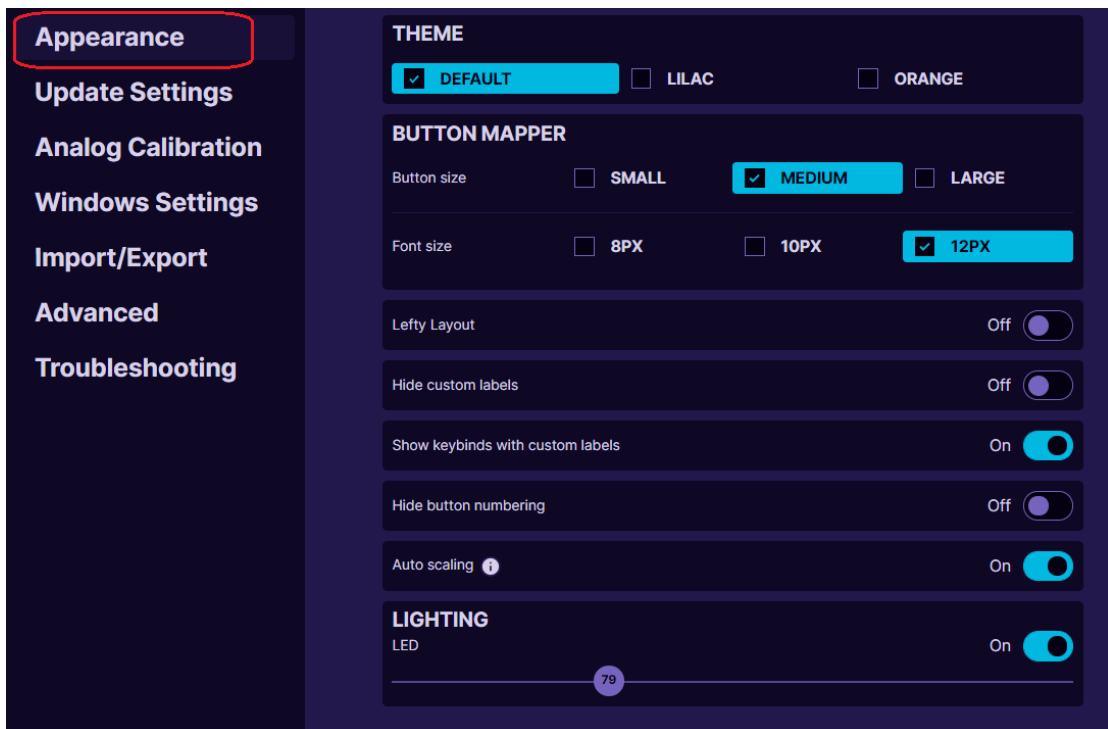 Appearance
Update Settings
Analog Calibration
Windows Settings
Import/Export
Advanced
Troubleshooting
THEME
DEFAULT LILAC ORANGE
BUTTON MAPPER
Button size SMALL MEDIUM LARGE
Font size 8PX 10PX 12PX
Lefty Layout Off
Hide custom labels Off
Show keybinds with custom labels On
Hide button numbering Off
Auto scaling i On
LIGHTING
LED On
79